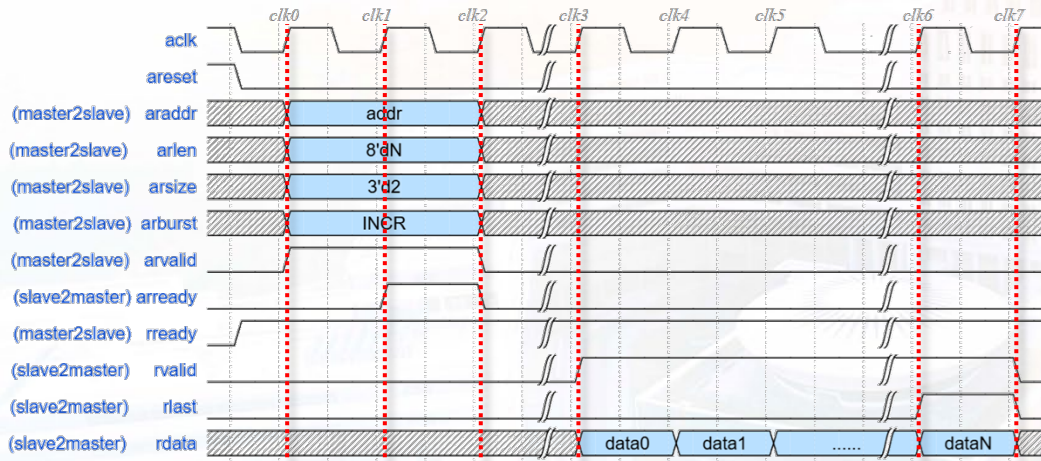 clk0 clk1 clk2 clk3 clk4 clk5 clk6 clk7
aclk
areset
(master2slave) araddr addr
(master2slave) arlen 8'dN
(master2slave) arsize 3'd2
(master2slave) arburst INCR
(master2slave) arvalid
(slave2master) arready
(master2slave) rready
(slave2master) rvalid
(slave2master) rlast
(slave2master) rdata data0 data1 ...... dataN